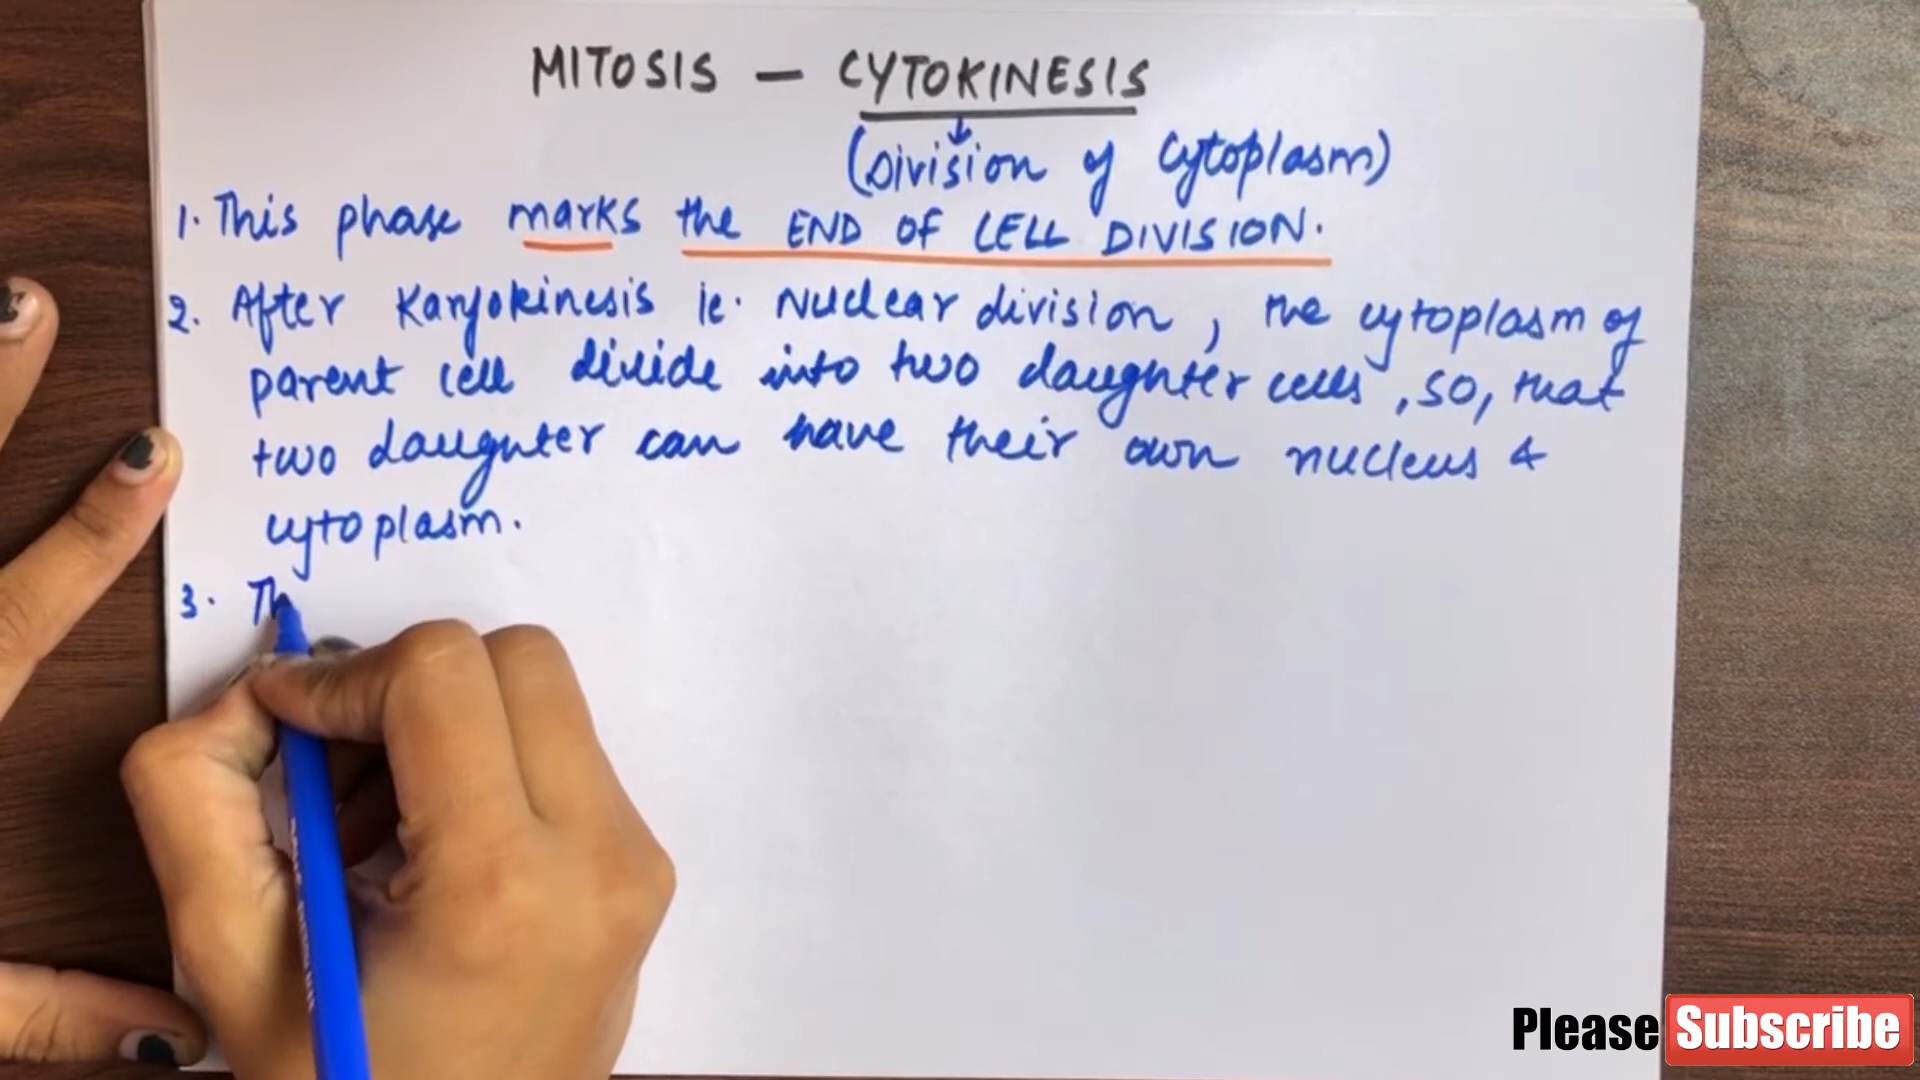 MITOSIS — CYTOKINESIS
(Division of Cytoplasm)
1. This phase marks the END OF CELL DIVISION.
2. After Karyokinesis ie. Nuclear division, the cytoplasm of
parent cell divide into two daughter cells, so, that
two daughter can have their own nucleus &
cytoplasm.
3. Th
Please Subscribe